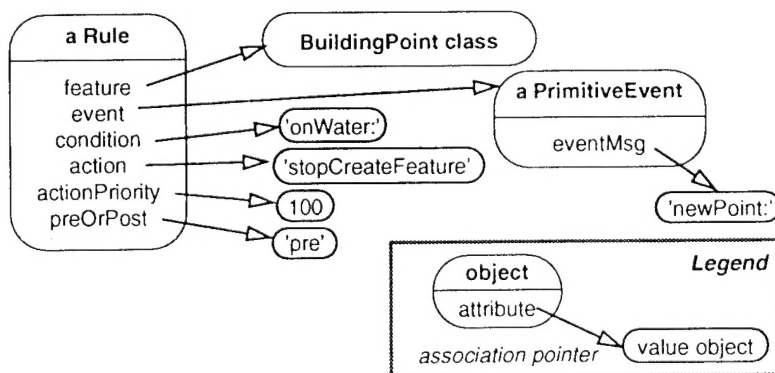 a Rule
BuildingPoint class
feature
event
condition
action
actionPriority
preOrPost
a PrimitiveEvent
eventMsg
'onWater:'
'stopCreateFeature'
100
'pre'
'newPoint:'
Legend
object
attribute
association pointer
value object